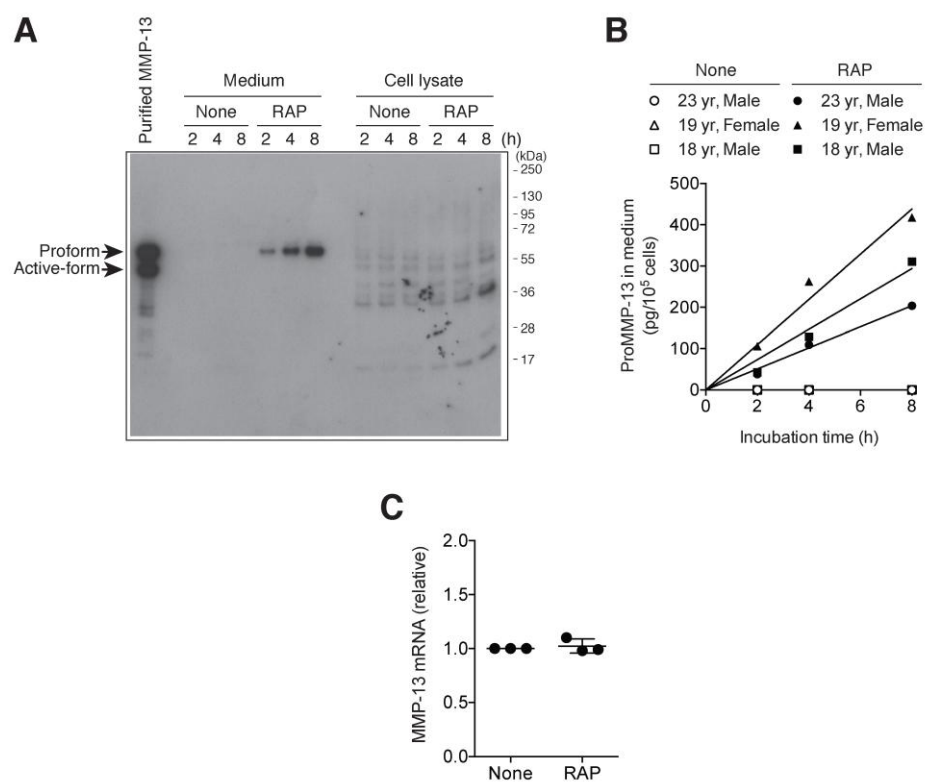 A
Purified MMP-13
Medium
Cell lysate
None
RAP
None
RAP
2 4 8 2 4 8 2 4 8 2 4 8 (h)
(kDa)
- 250
- 130
- 95
- 72
- 55
- 36
- 28
- 17
Proform
Active-form
B
None
RAP
23 yr, Male
23 yr, Male
19 yr, Female
19 yr, Female
18 yr, Male
18 yr, Male
ProMMP-13 in medium
(pg/10⁵ cells)
500
400
300
200
100
0
0 2 4 6 8
Incubation time (h)
C
MMP-13 mRNA (relative)
2.0
1.5
1.0
0.5
0.0
None RAP